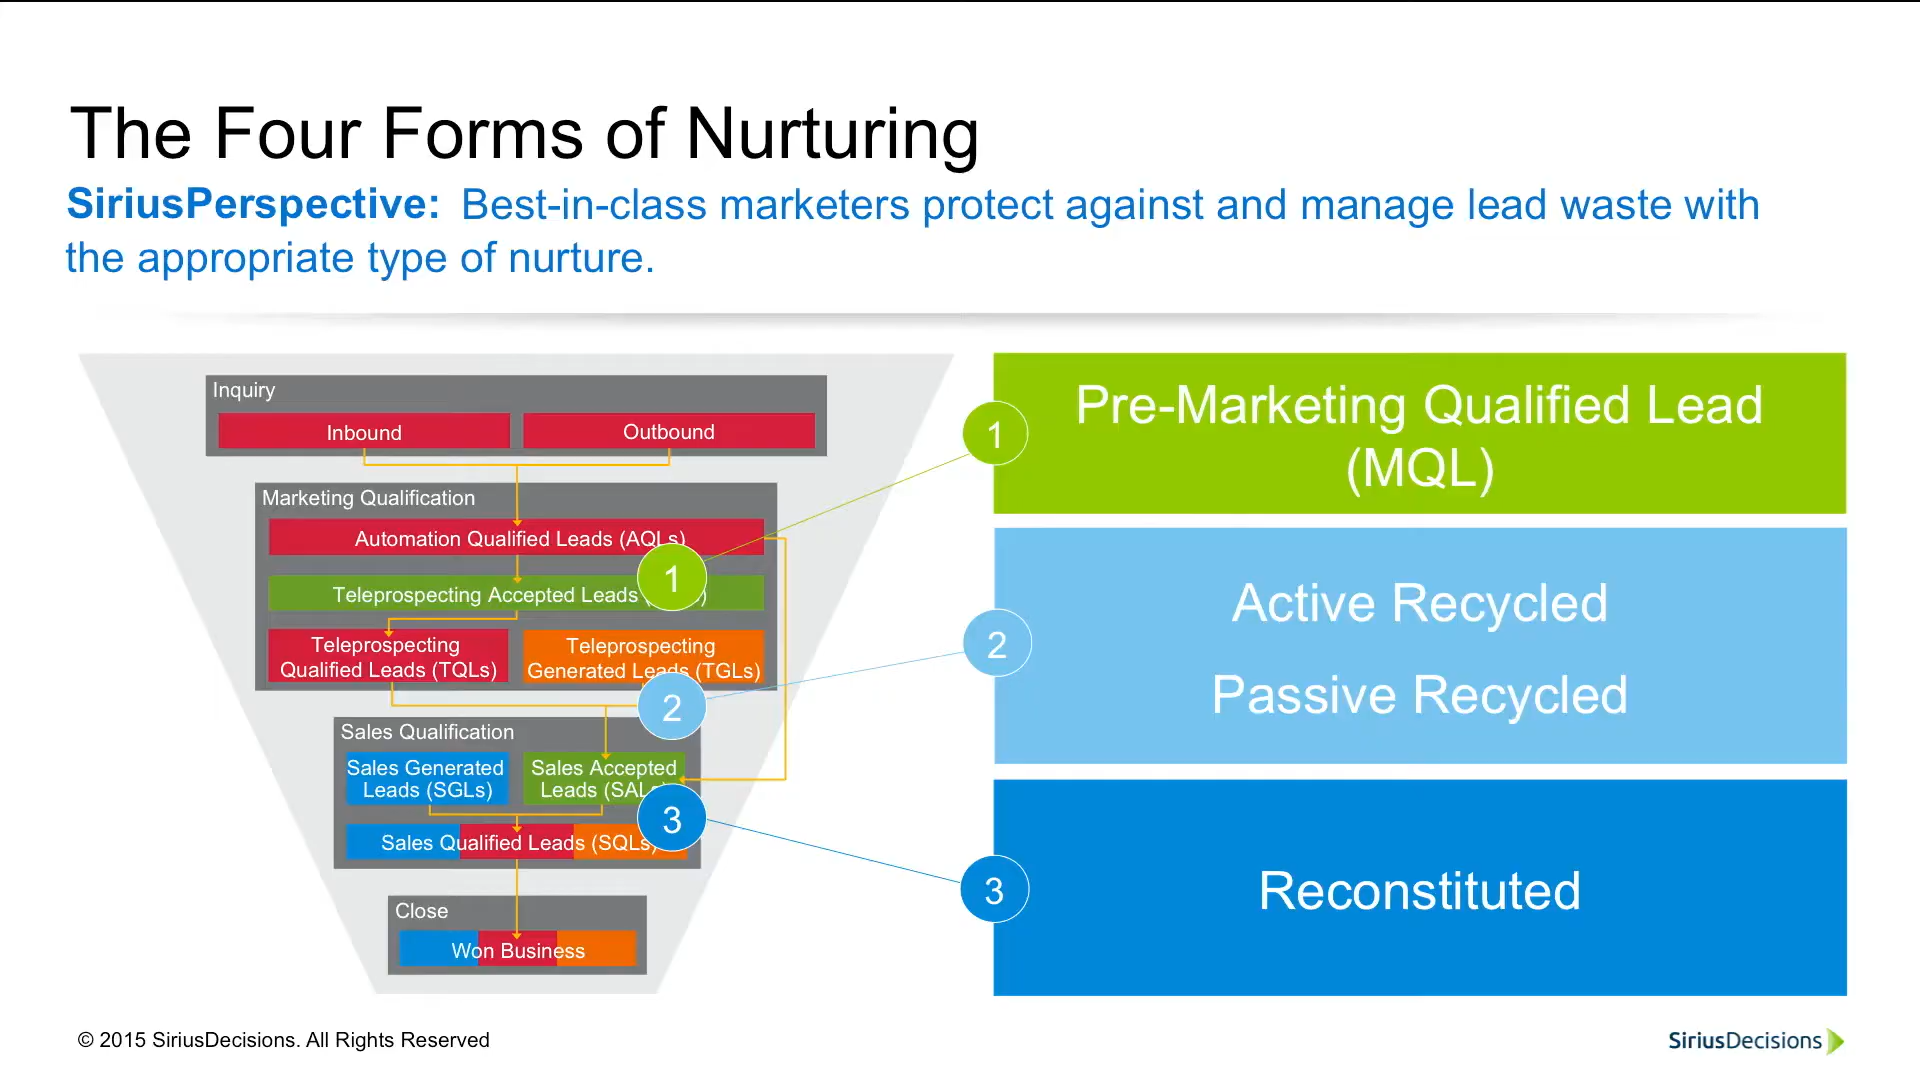 The Four Forms of Nurturing
SiriusPerspective: Best-in-class marketers protect against and manage lead waste with
the appropriate type of nurture.
Inquiry
Inbound
Outbound
Marketing Qualification
Automation Qualified Leads (AQLs)
Teleprospecting Accepted Leads
1
Teleprospecting
Qualified Leads (TQLs)
Teleprospecting
Generated Leads (TGLs)
2
Sales Qualification
Sales Generated
Leads (SGLs)
Sales Accepted
Leads (SALs)
3
Sales Qualified Leads (SQLs)
Close
Won Business
1
Pre-Marketing Qualified Lead
(MQL)
2
Active Recycled
Passive Recycled
3
Reconstituted
© 2015 SiriusDecisions. All Rights Reserved
SiriusDecisions